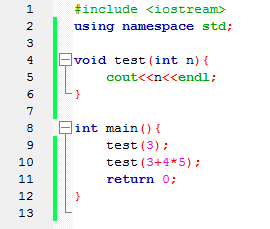 1 #include <iostream>
2 using namespace std;
3
4 void test(int n){
5     cout<<n<<endl;
6 }
7
8 int main(){
9     test(3);
10     test(3+4*5);
11     return 0;
12 }
13